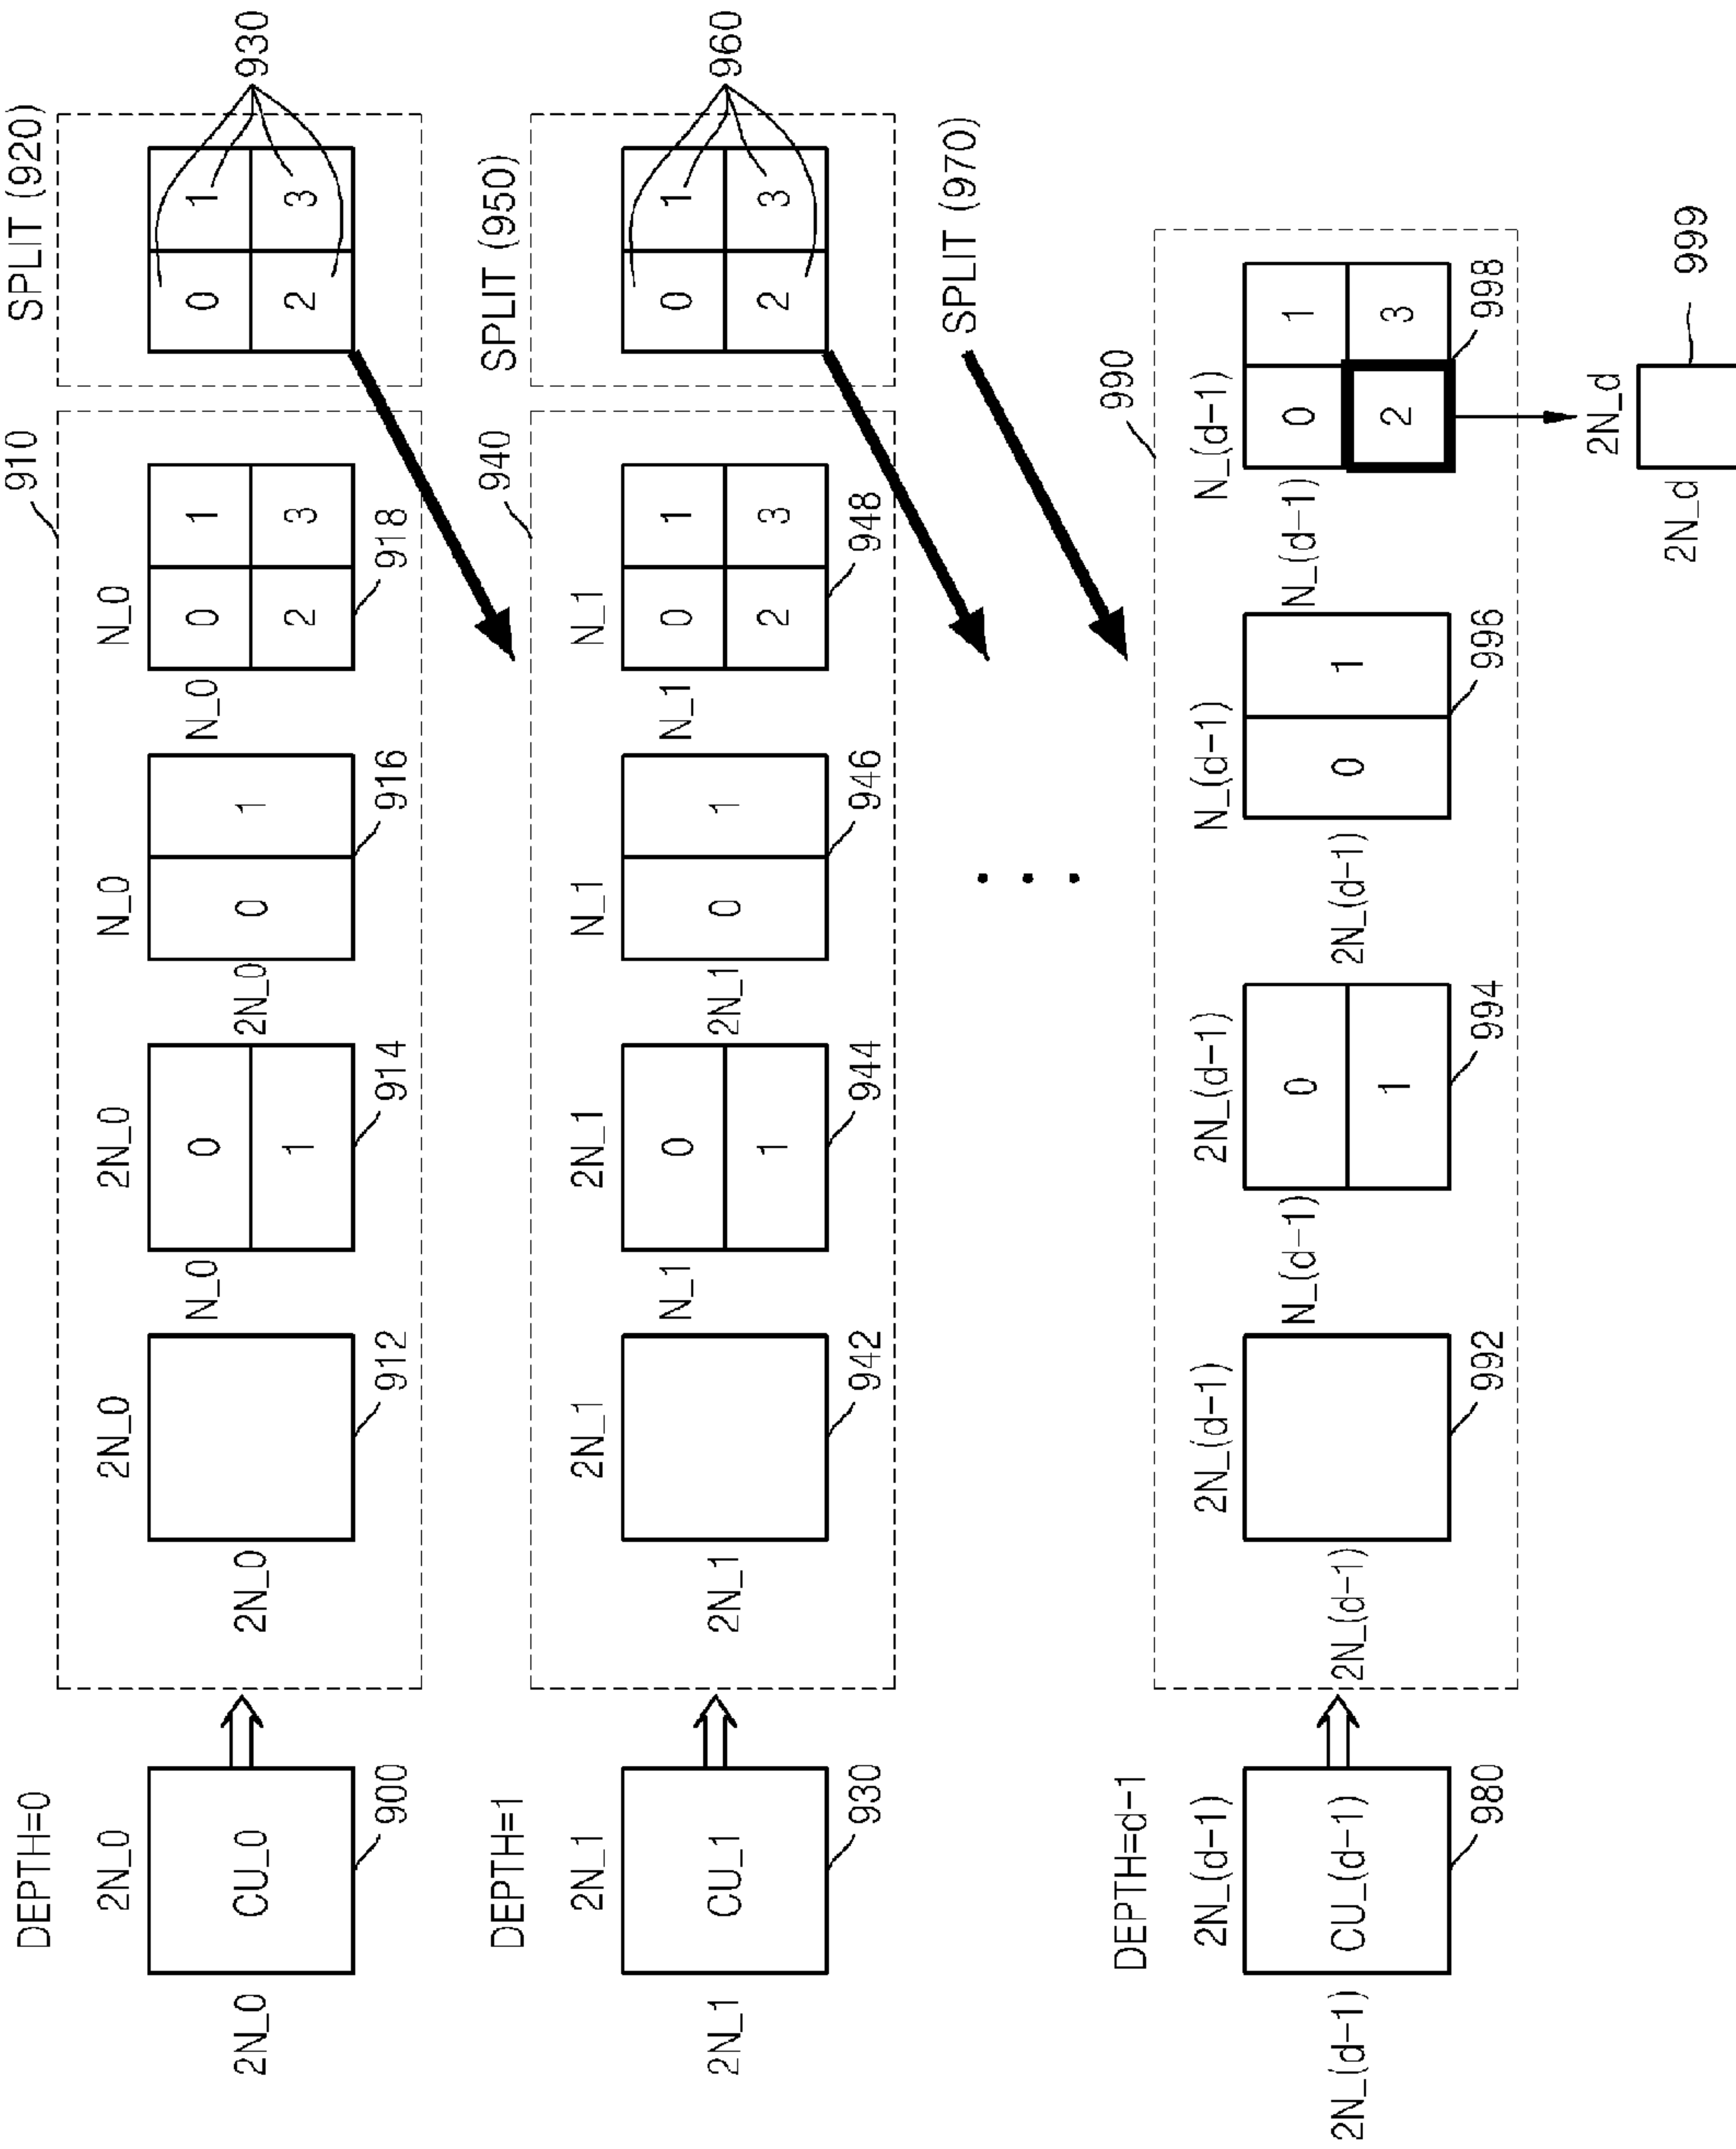 DEPTH=0
2N_0
2N_0
CU_0
900
910
2N_0
2N_0
912
2N_0
N_0
0
1
914
N_0
2N_0
0
1
916
N_0
N_0
0
1
2
3
918
SPLIT (920)
0
1
2
3
930
DEPTH=1
2N_1
2N_1
CU_1
930
940
2N_1
2N_1
942
2N_1
N_1
0
1
944
N_1
2N_1
0
1
946
N_1
N_1
0
1
2
3
948
SPLIT (950)
0
1
2
3
960
SPLIT (970)
DEPTH=d-1
2N_(d-1)
2N_(d-1)
CU_(d-1)
980
990
2N_(d-1)
2N_(d-1)
992
2N_(d-1)
N_(d-1)
0
1
994
N_(d-1)
2N_(d-1)
0
1
996
N_(d-1)
N_(d-1)
0
1
2
3
998
2N_d
2N_d
999